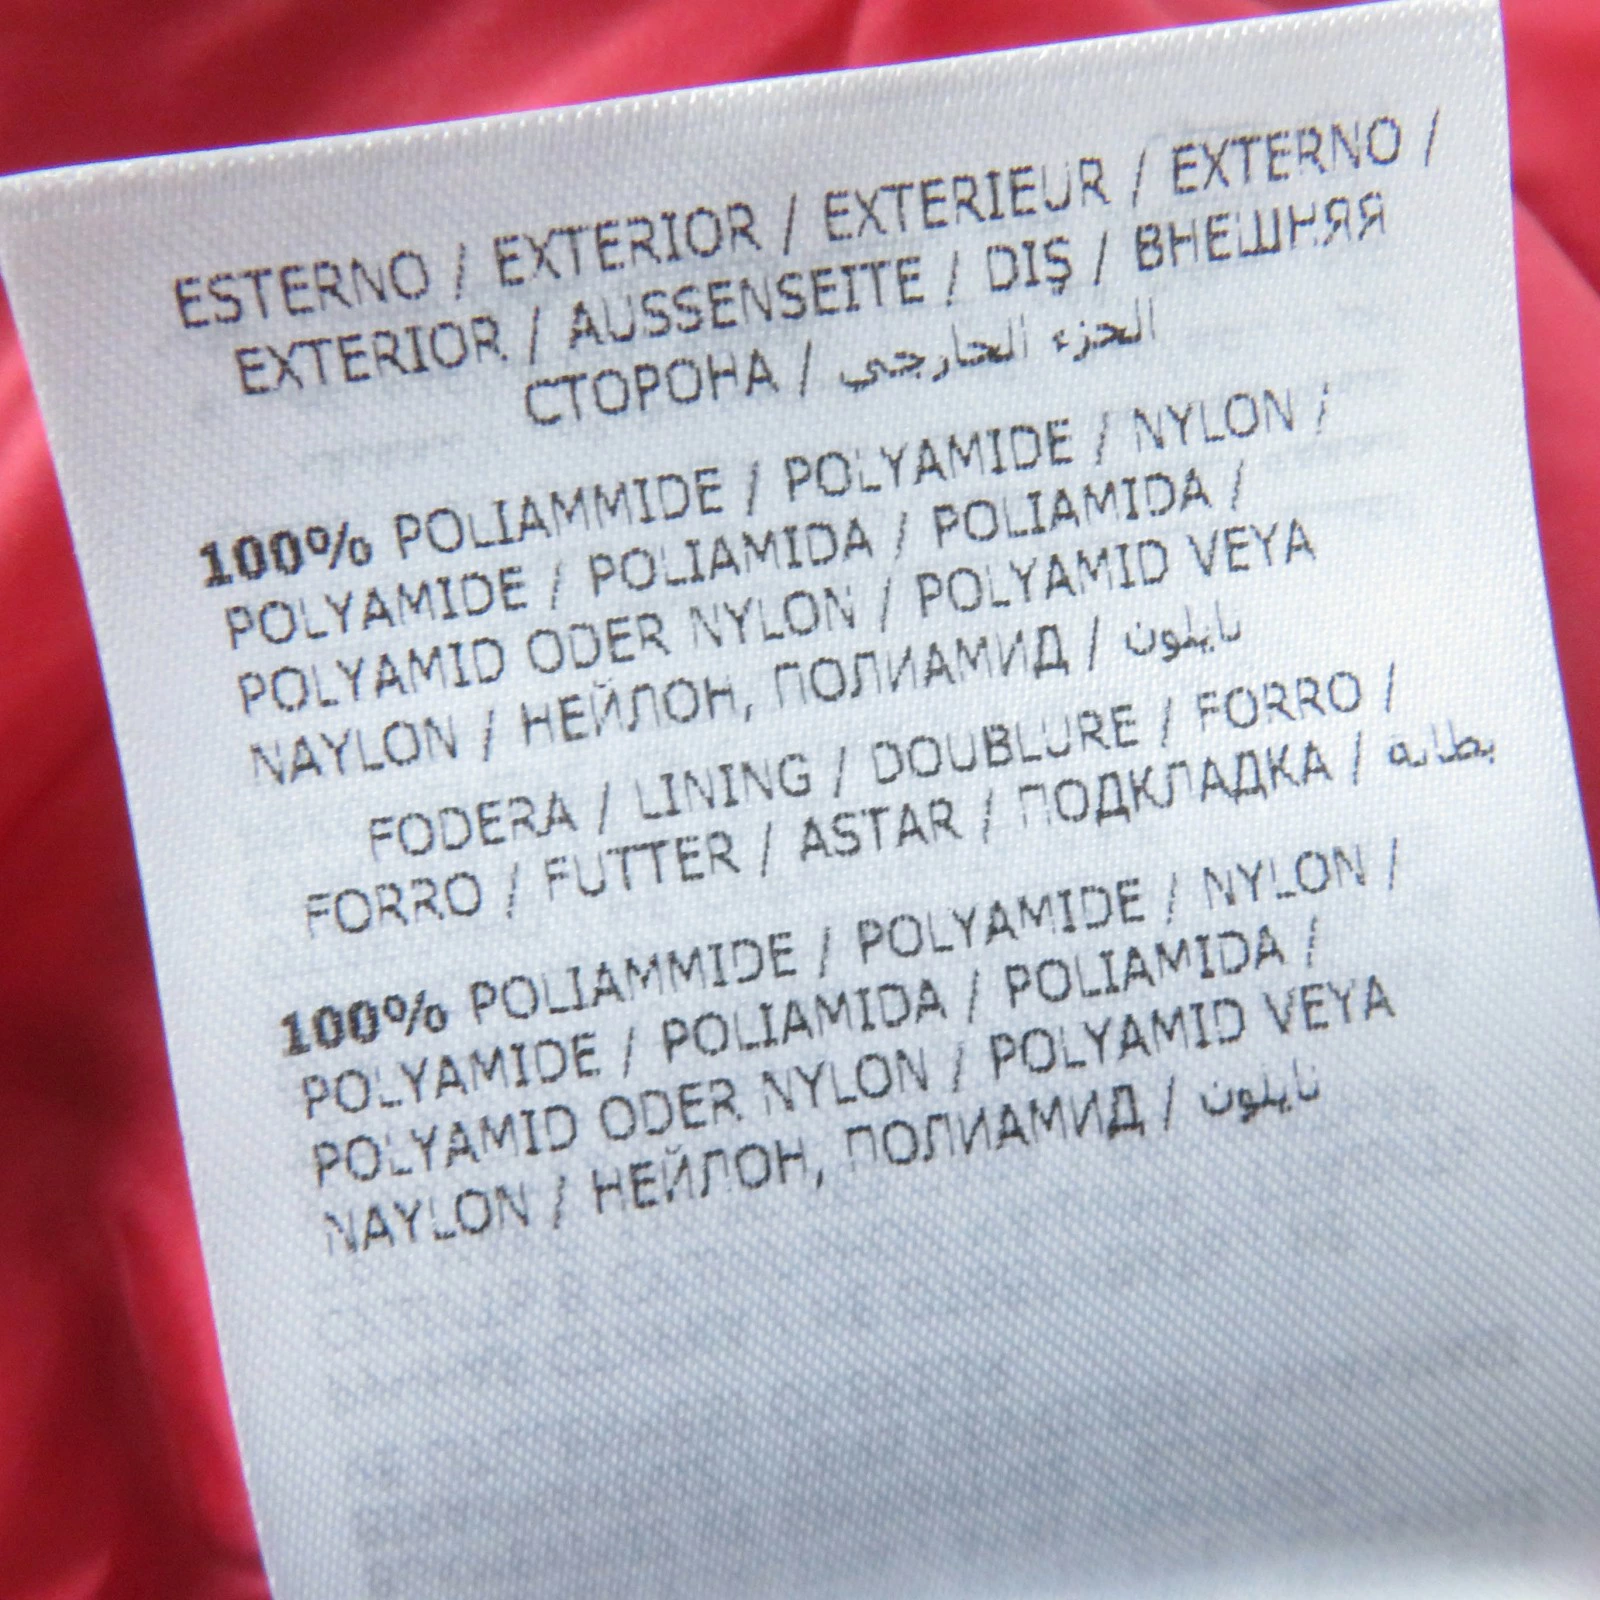 ESTERNO / EXTERIOR / EXTERIEUR / EXTERNO /
EXTERIOR / AUSSENSEITE / DIŞ / ВНЕШНЯЯ
СТОРОНА / الجزء الخارجي
100% POLIAMMIDE / POLYAMIDE / NYLON /
POLYAMIDE / POLIAMIDA / POLIAMIDA /
POLYAMID ODER NYLON / POLYAMID VEYA
NAYLON / НЕЙЛОН, ПОЛИАМИД / نايلون
FODERA / LINING / DOUBLURE / FORRO /
FORRO / FUTTER / ASTAR / ПОДКЛАДКА / بطانة
100% POLIAMMIDE / POLYAMIDE / NYLON /
POLYAMIDE / POLIAMIDA / POLIAMIDA /
POLYAMID ODER NYLON / POLYAMID VEYA
NAYLON / НЕЙЛОН, ПОЛИАМИД / نايلون